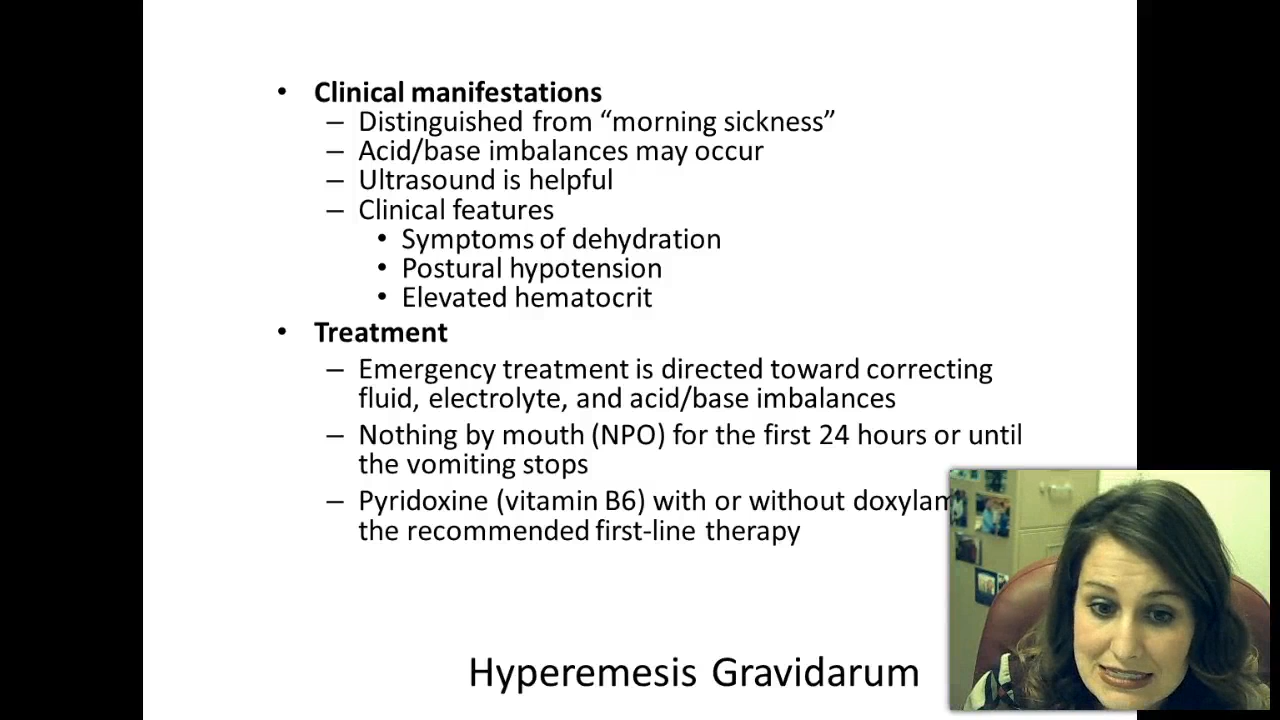 • Clinical manifestations
– Distinguished from “morning sickness”
– Acid/base imbalances may occur
– Ultrasound is helpful
– Clinical features
• Symptoms of dehydration
• Postural hypotension
• Elevated hematocrit
• Treatment
– Emergency treatment is directed toward correcting
fluid, electrolyte, and acid/base imbalances
– Nothing by mouth (NPO) for the first 24 hours or until
the vomiting stops
– Pyridoxine (vitamin B6) with or without
the recommended first-line therapy
Hyperemesis Gravidarum